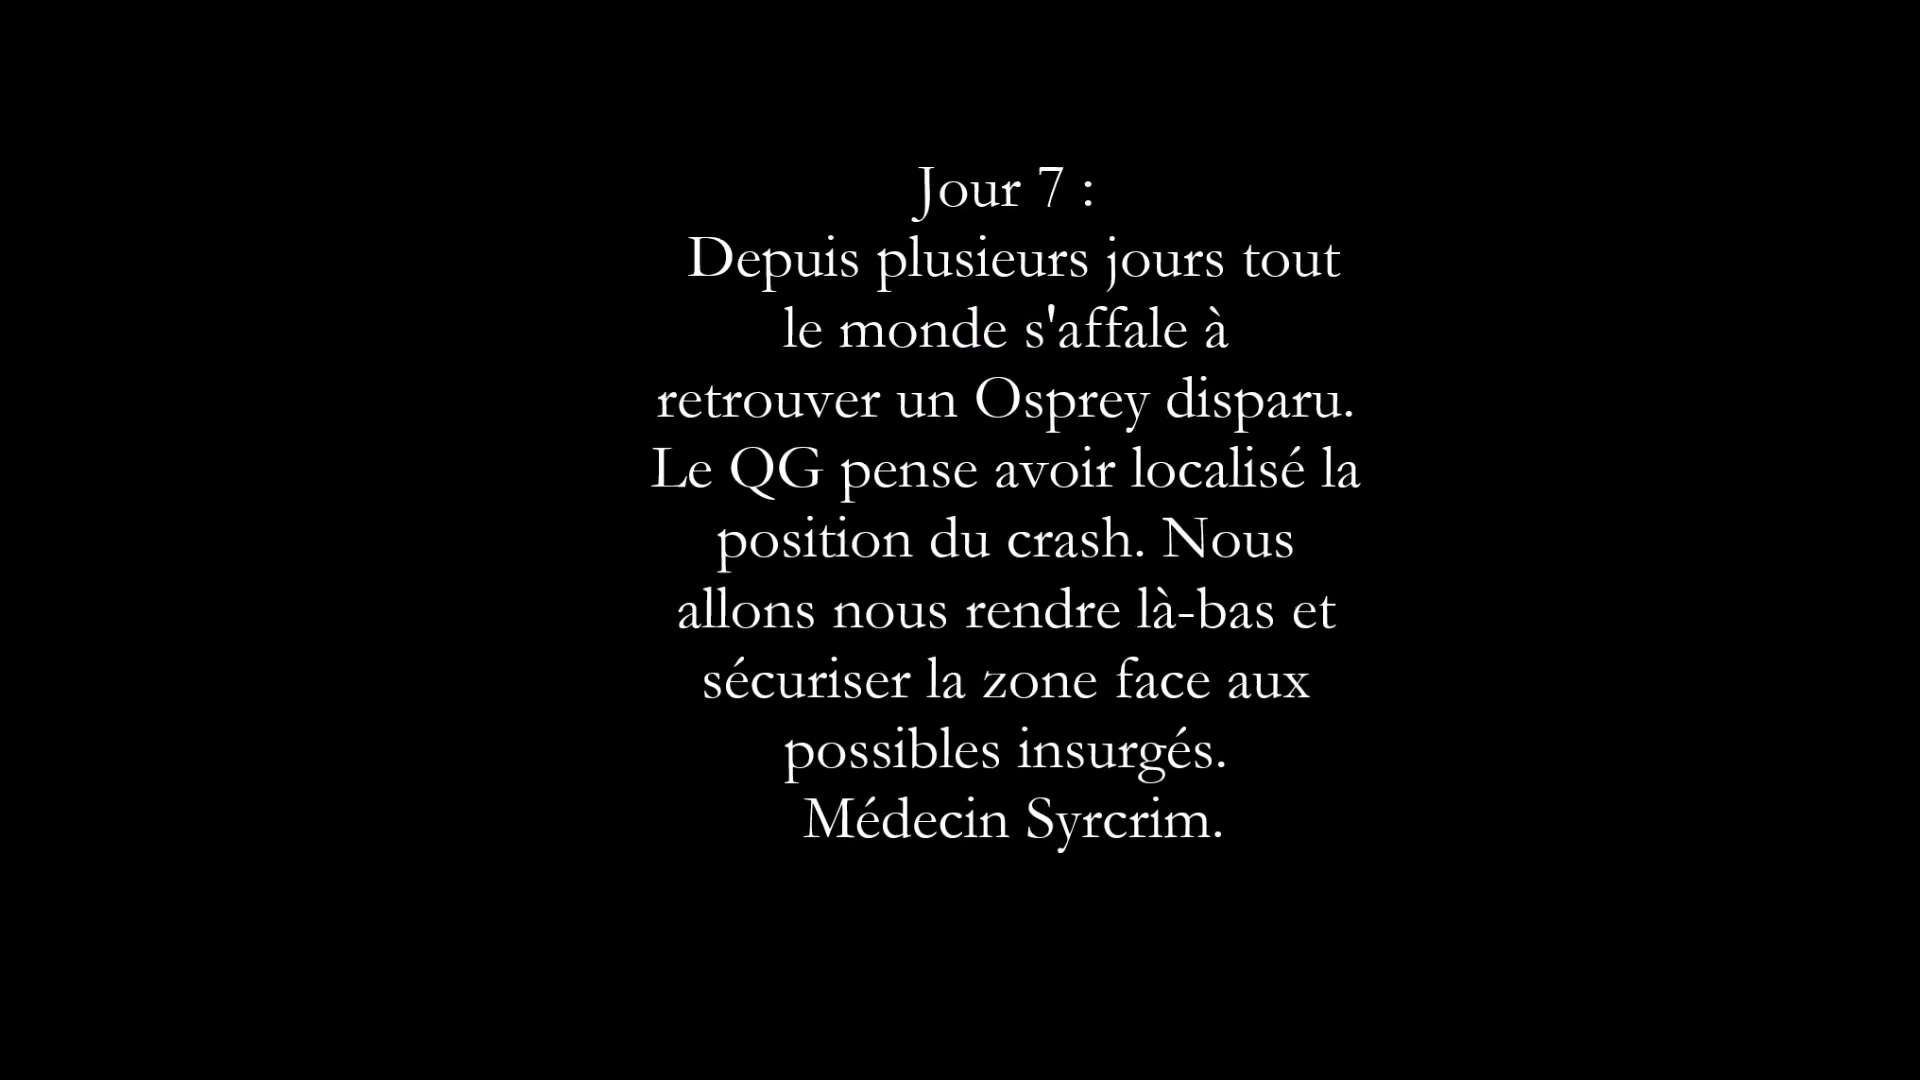 Jour 7 :
Depuis plusieurs jours tout
le monde s'affale à
retrouver un Osprey disparu.
Le QG pense avoir localisé la
position du crash. Nous
allons nous rendre là-bas et
sécuriser la zone face aux
possibles insurgés.
Médecin Syrcrim.